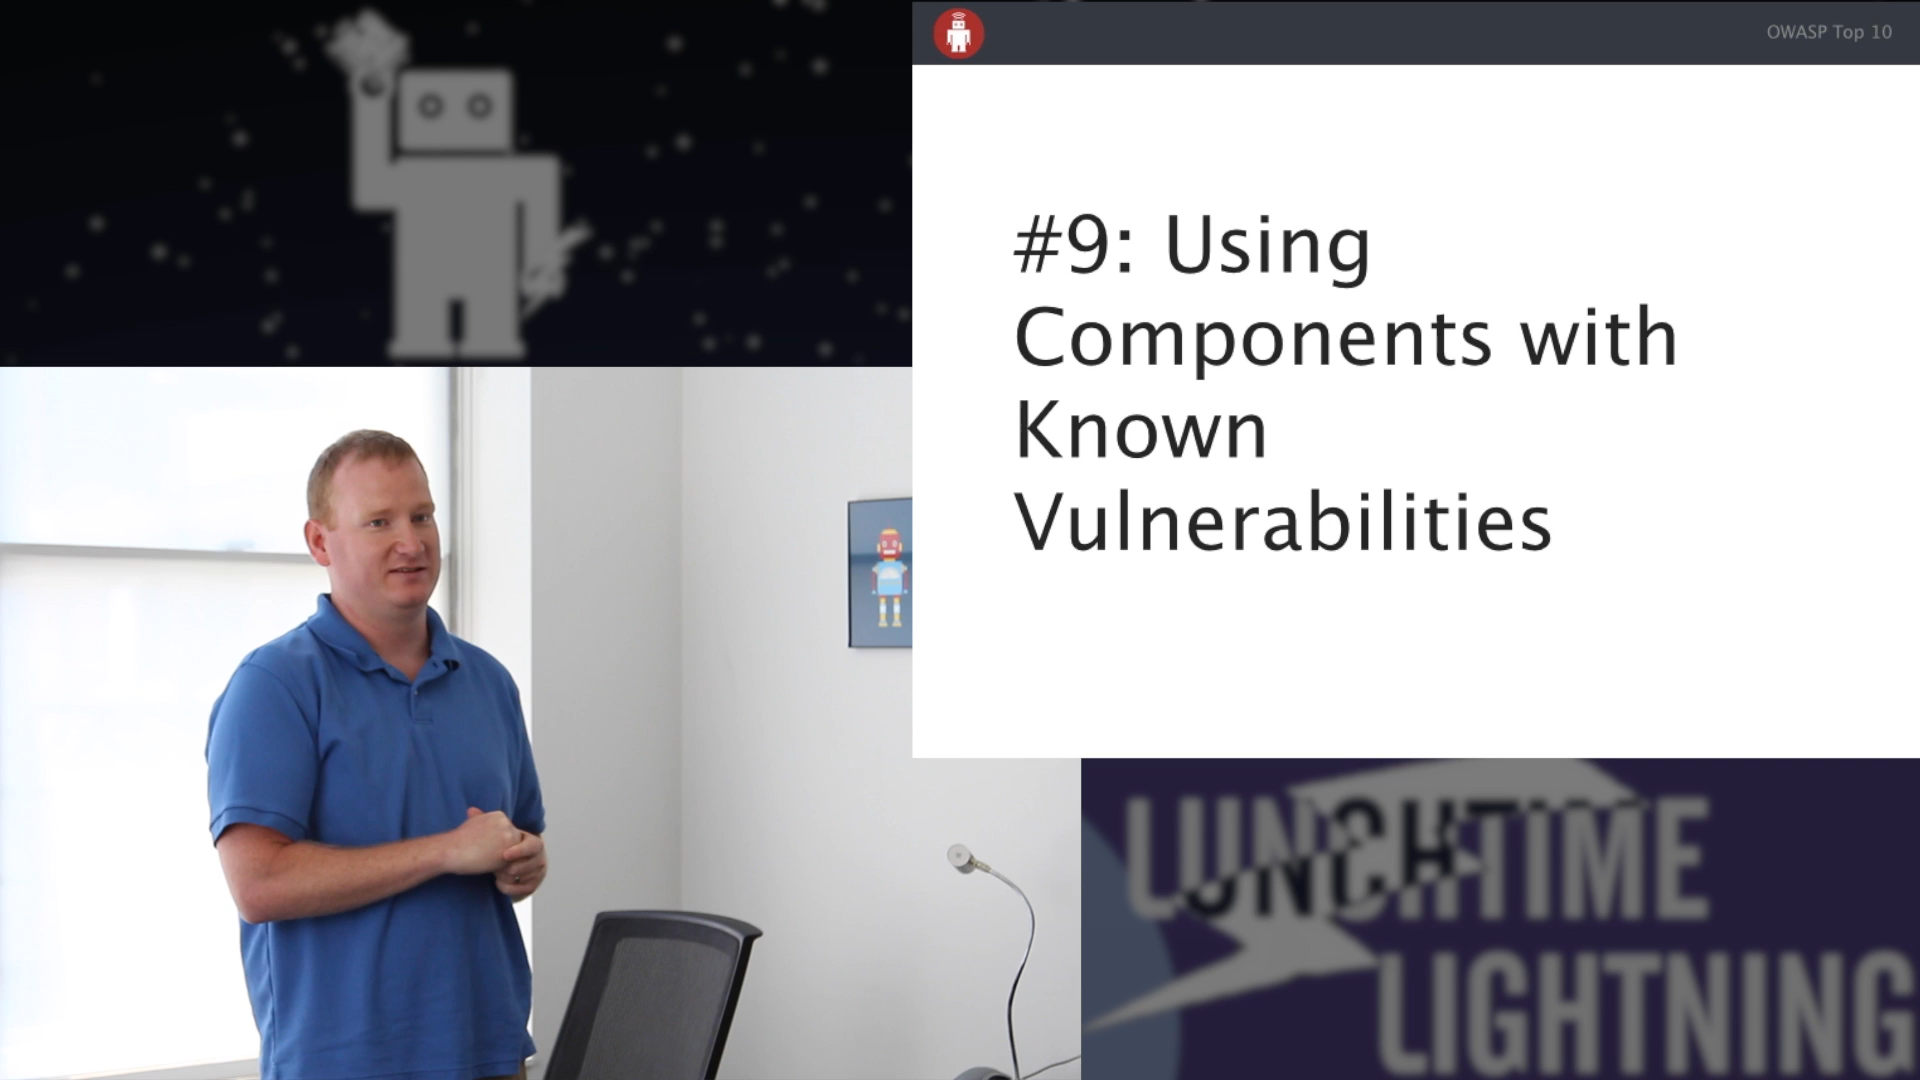 OWASP Top 10
#9: Using
Components with
Known
Vulnerabilities
LUNCHTIME
LIGHTNING